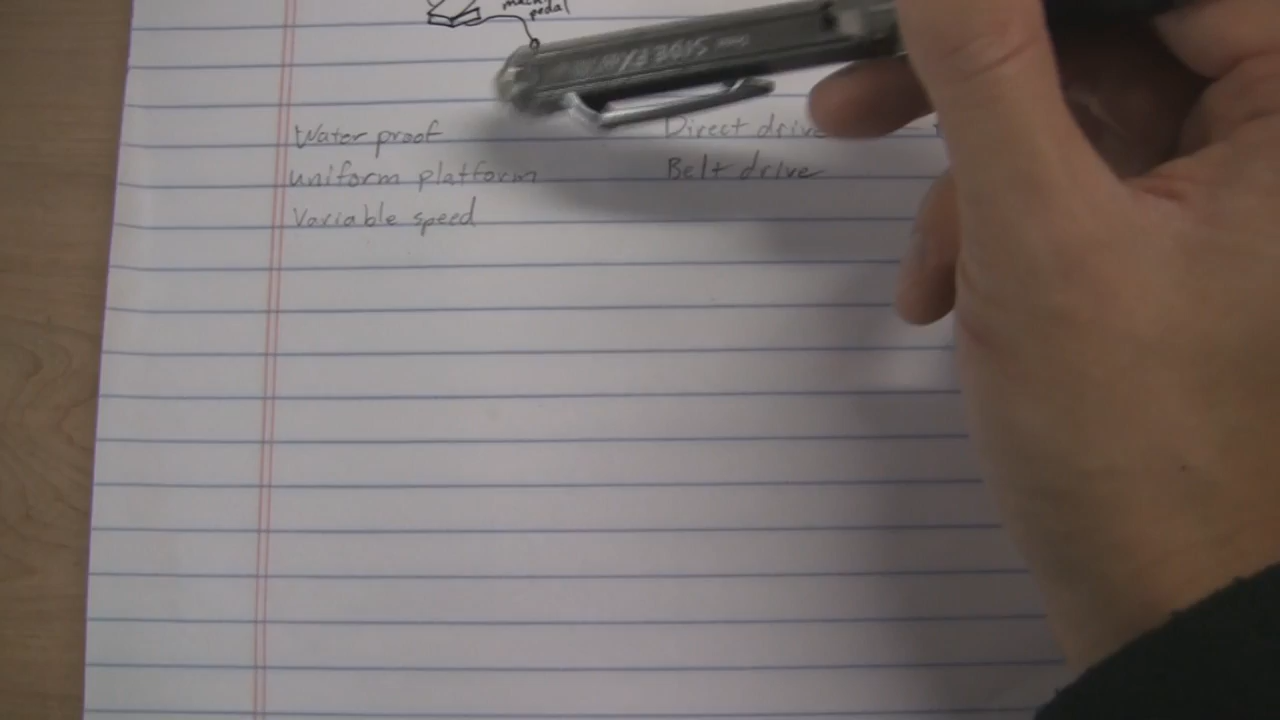 pedal
Water proof
uniform platform
Variable speed
Direct drive
Belt drive